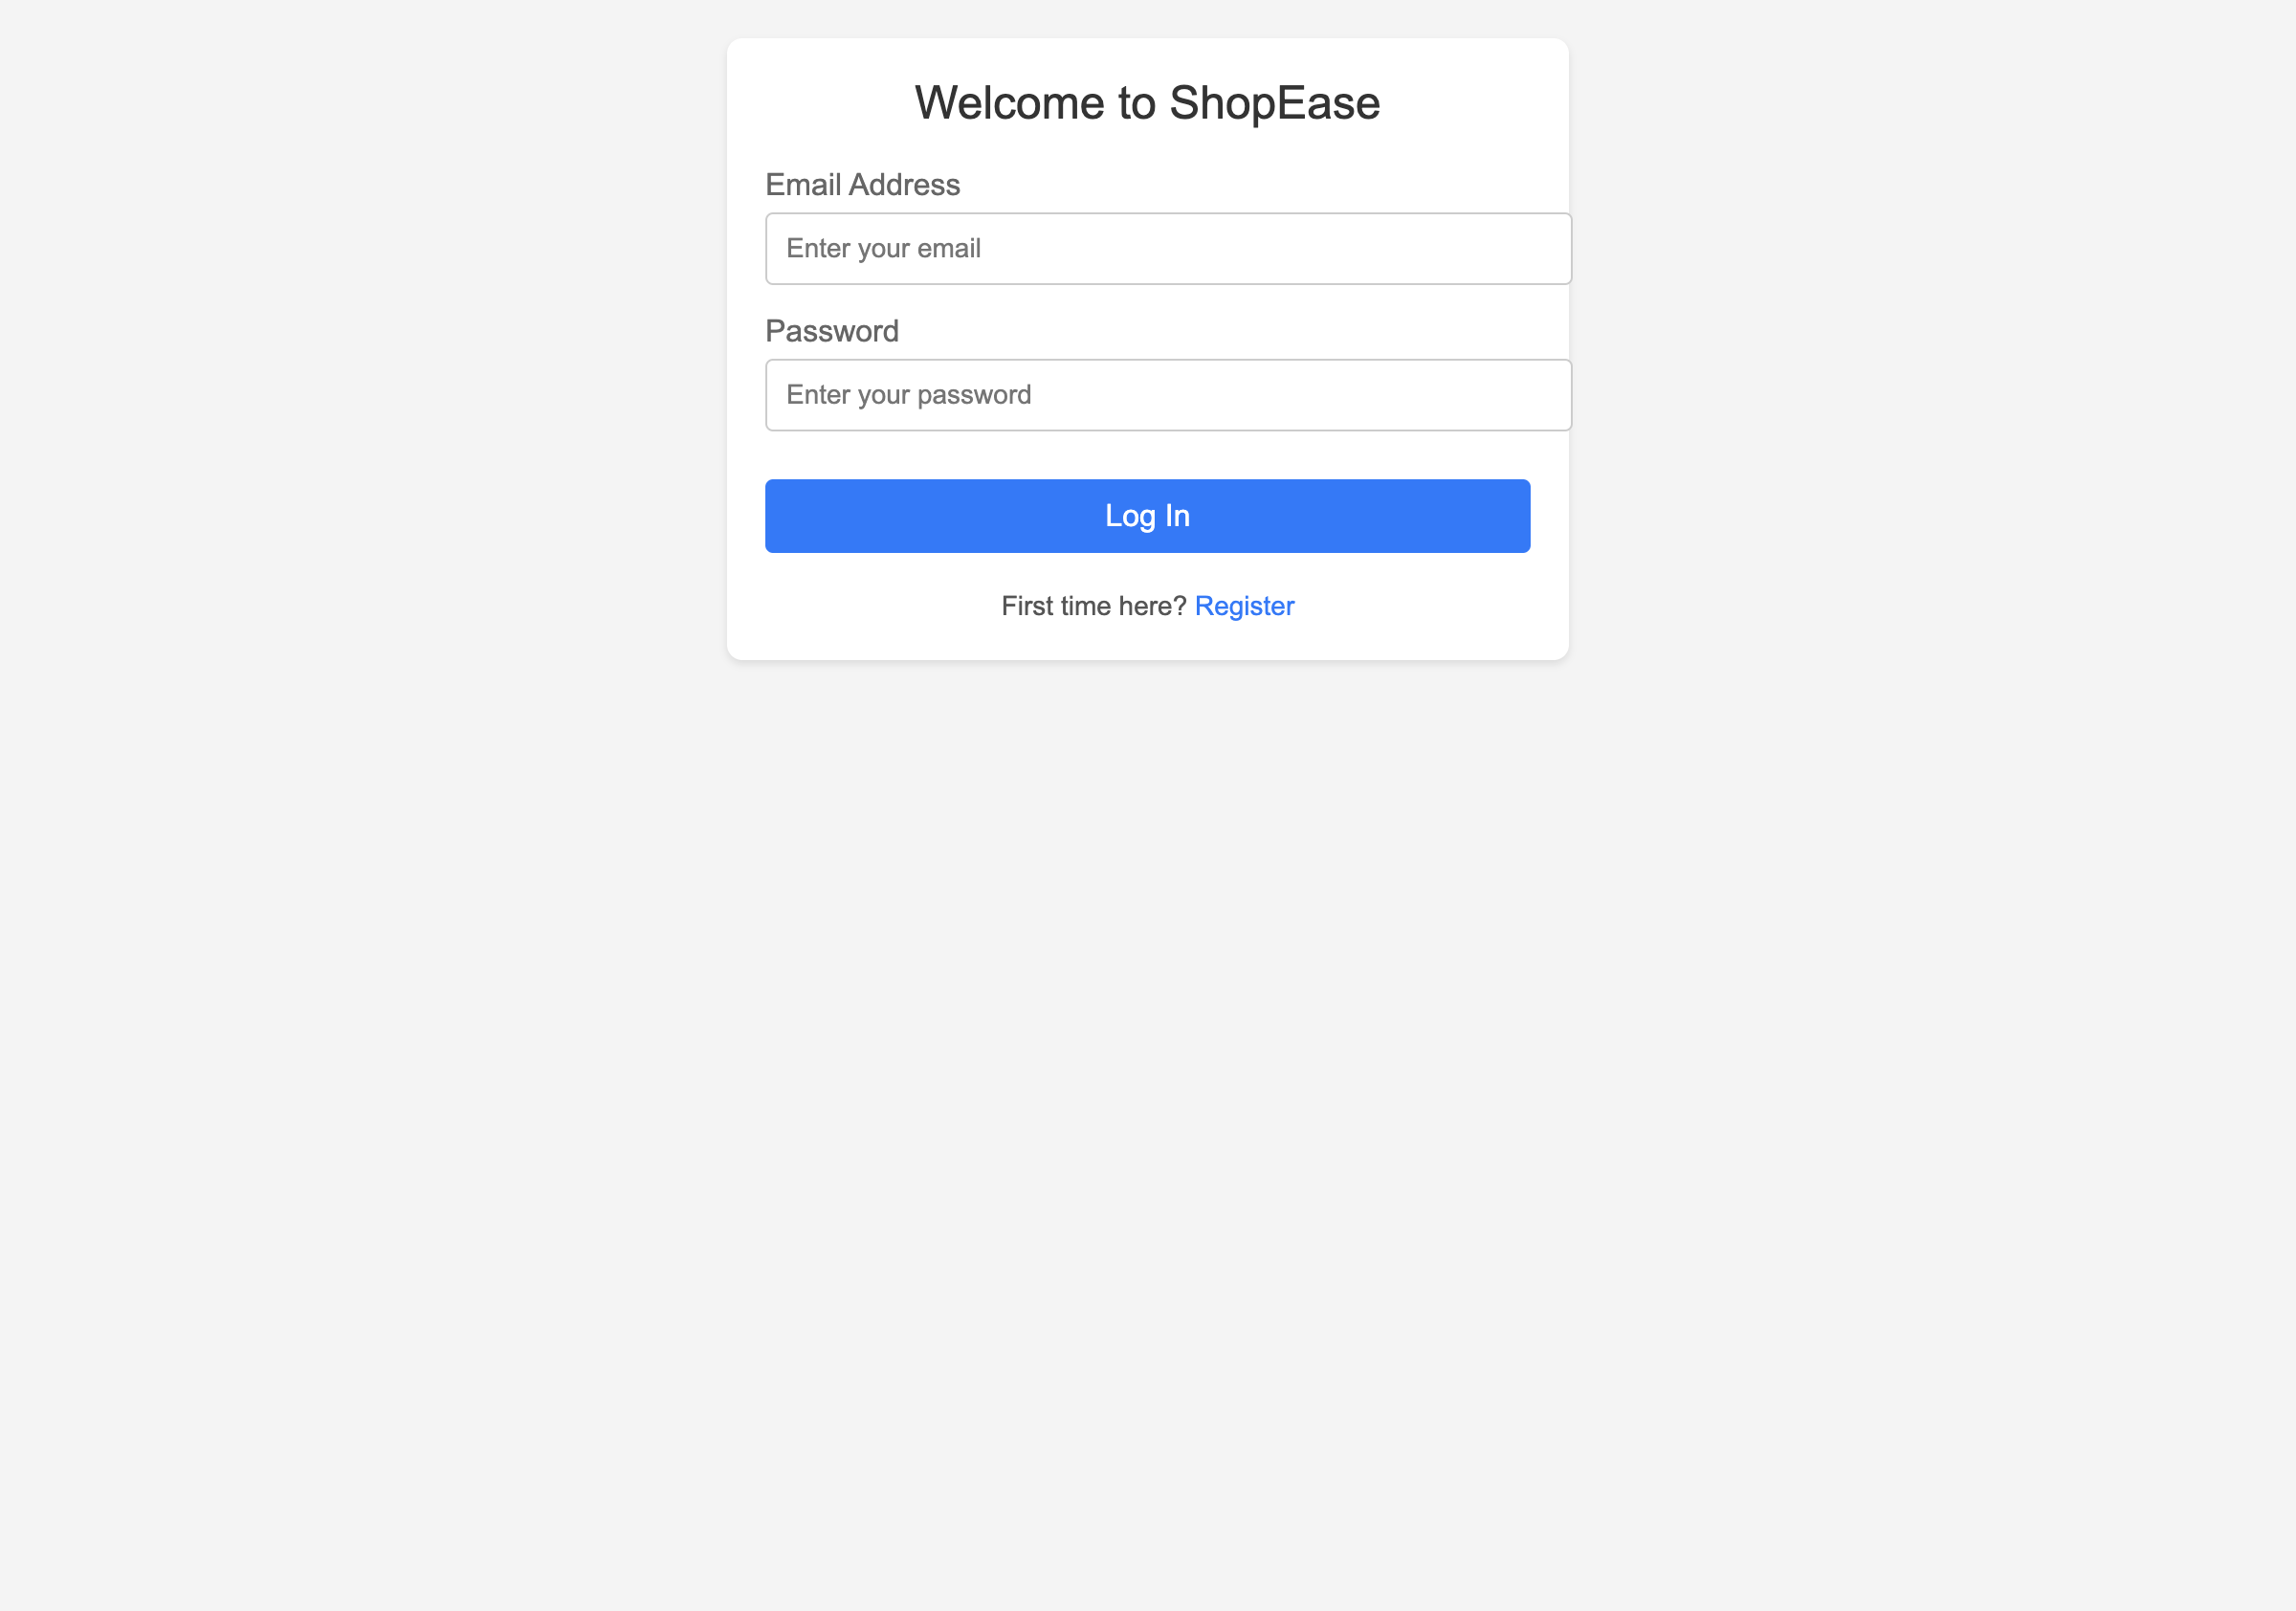 Welcome to ShopEase
Email Address
Enter your email
Password
Enter your password
Log In
First time here? Register